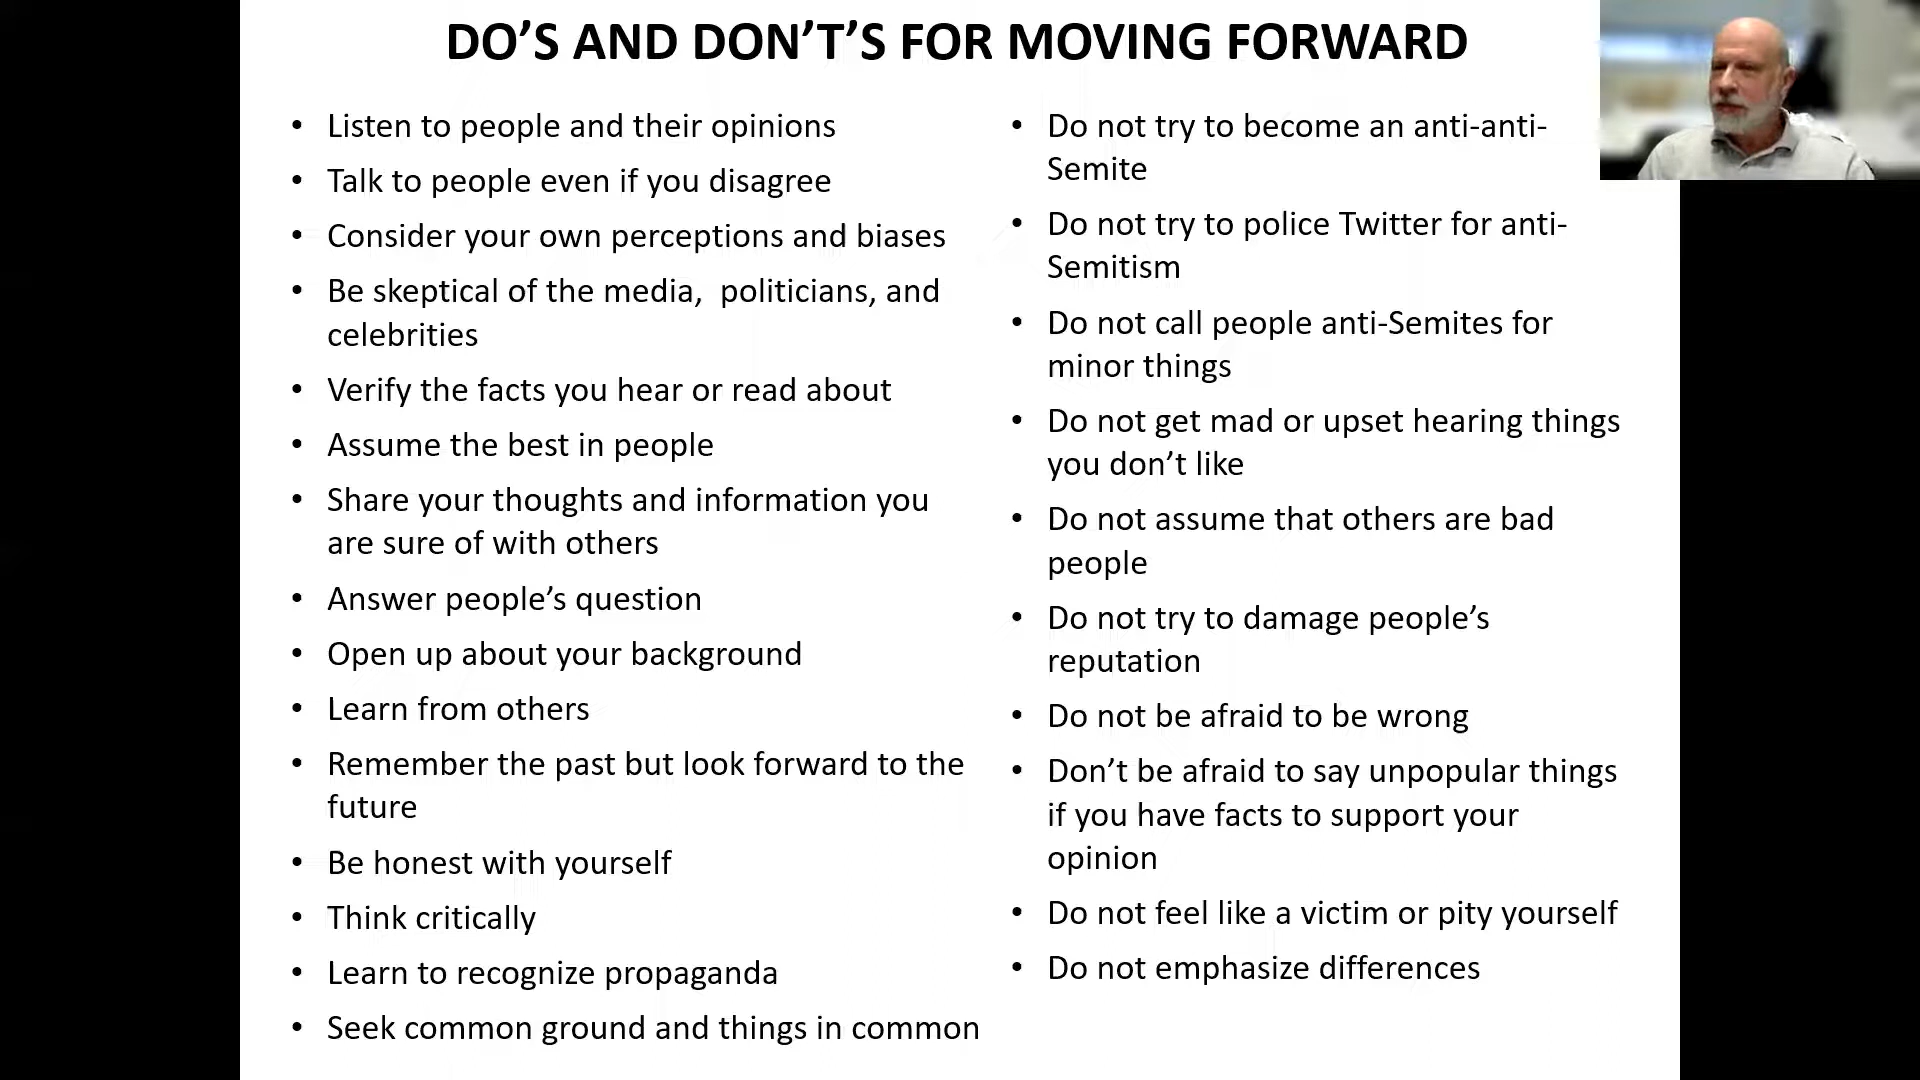 DO’S AND DON’T’S FOR MOVING FORWARD
• Listen to people and their opinions
• Talk to people even if you disagree
• Consider your own perceptions and biases
• Be skeptical of the media,  politicians, and
celebrities
• Verify the facts you hear or read about
• Assume the best in people
• Share your thoughts and information you
are sure of with others
• Answer people’s question
• Open up about your background
• Learn from others
• Remember the past but look forward to the
future
• Be honest with yourself
• Think critically
• Learn to recognize propaganda
• Seek common ground and things in common
• Do not try to become an anti-anti-
Semite
• Do not try to police Twitter for anti-
Semitism
• Do not call people anti-Semites for
minor things
• Do not get mad or upset hearing things
you don’t like
• Do not assume that others are bad
people
• Do not try to damage people’s
reputation
• Do not be afraid to be wrong
• Don’t be afraid to say unpopular things
if you have facts to support your
opinion
• Do not feel like a victim or pity yourself
• Do not emphasize differences